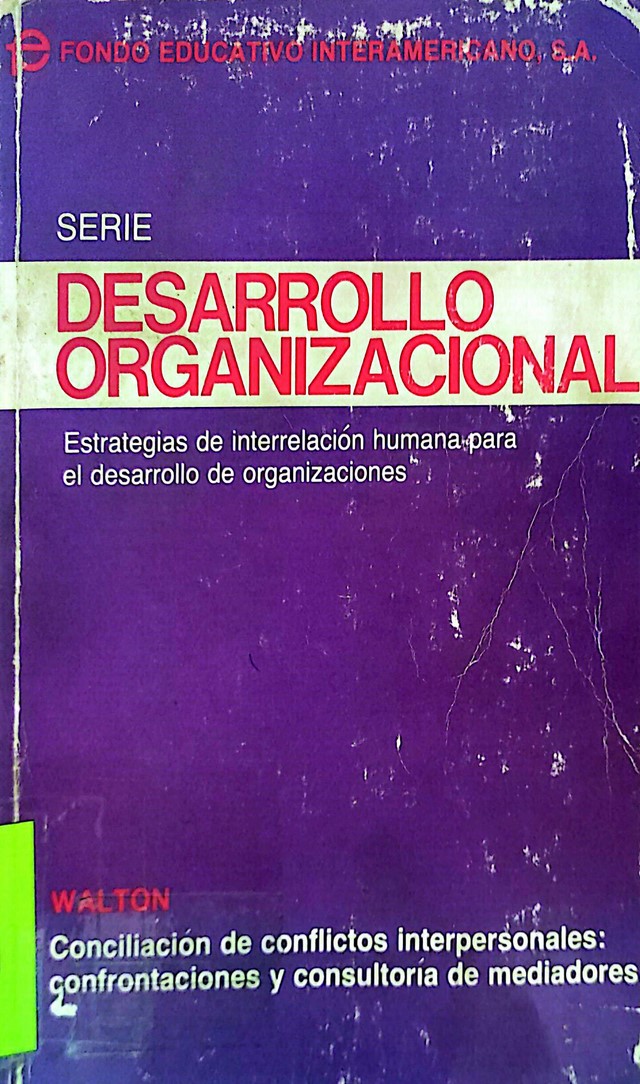 FONDO EDUCATIVO INTERAMERICANO, S.A.
SERIE
DESARROLLO
ORGANIZACIONAL
Estrategias de interrelación humana para
el desarrollo de organizaciones
WALTON
Conciliación de conflictos interpersonales:
confrontaciones y consultoría de mediadores